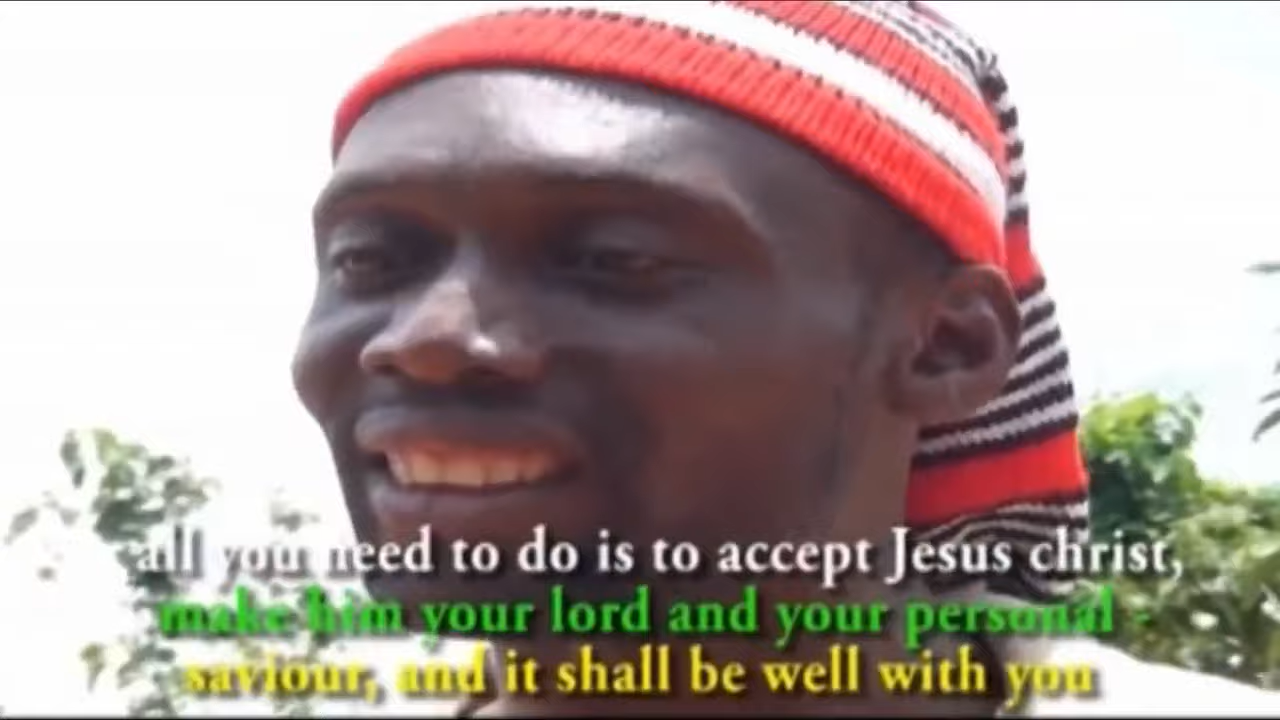 all you need to do is to accept Jesus christ,
make him your lord and your personal -
saviour, and it shall be well with you